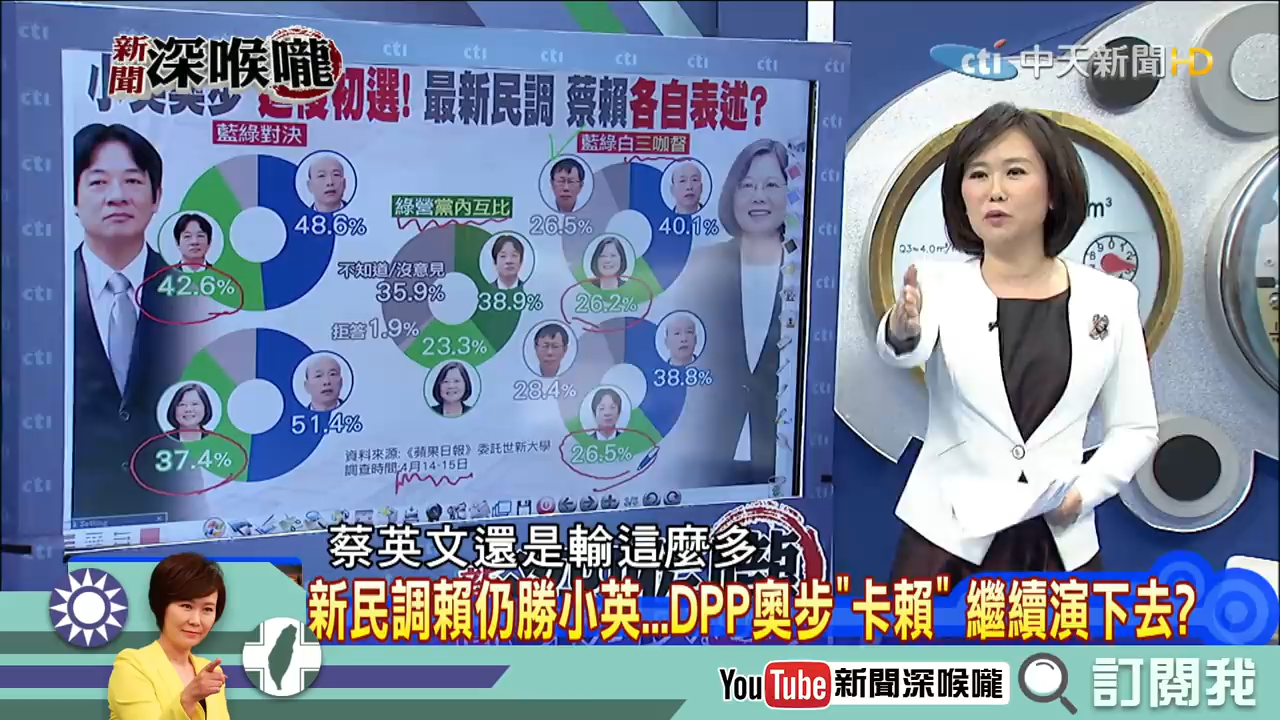 新聞深喉嚨
cti中天新聞HD
初選! 最新民調 蔡賴各自表述?
藍綠對決
48.6%
42.6%
51.4%
37.4%
綠營黨內互比
不知道/沒意見
35.9%
38.9%
拒答1.9%
23.3%
資料來源:《蘋果日報》委託世新大學
調查時間:4月14-15日
藍綠白三咖督
26.5%
40.1%
26.2%
28.4%
38.8%
26.5%
m³
蔡英文還是輸這麼多
新民調賴仍勝小英...DPP奧步"卡賴" 繼續演下去?
YouTube 新聞深喉嚨 訂閱我